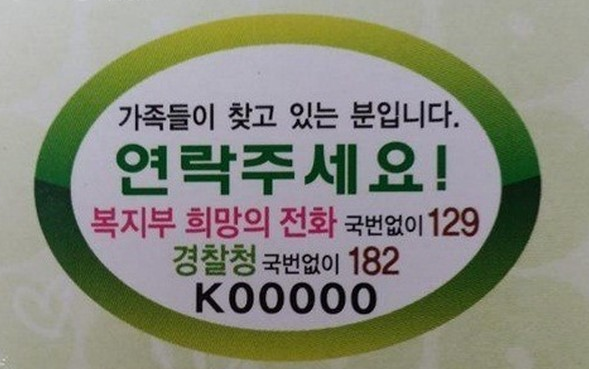 가족들이 찾고 있는 분입니다.
연락주세요!
복지부 희망의 전화 국번없이 129
경찰청 국번없이 182
K00000